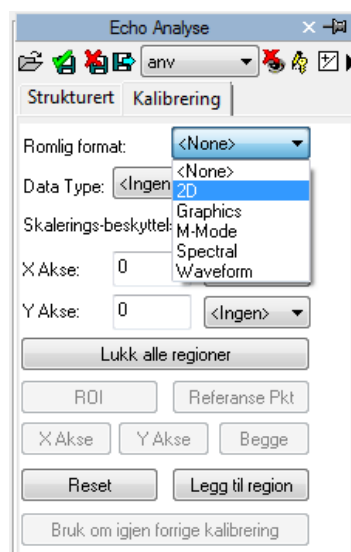 Echo Analyse
anv
Strukturert Kalibrering
Romlig format: <None>
<None>
Data Type: <Ingen 2D
Graphics
Skalerings-beskyttel M-Mode
Spectral
Waveform
X Akse: 0
Y Akse: 0 <Ingen>
Lukk alle regioner
ROI Referanse Pkt
X Akse Y Akse Begge
Reset Legg til region
Bruk om igjen forrige kalibrering